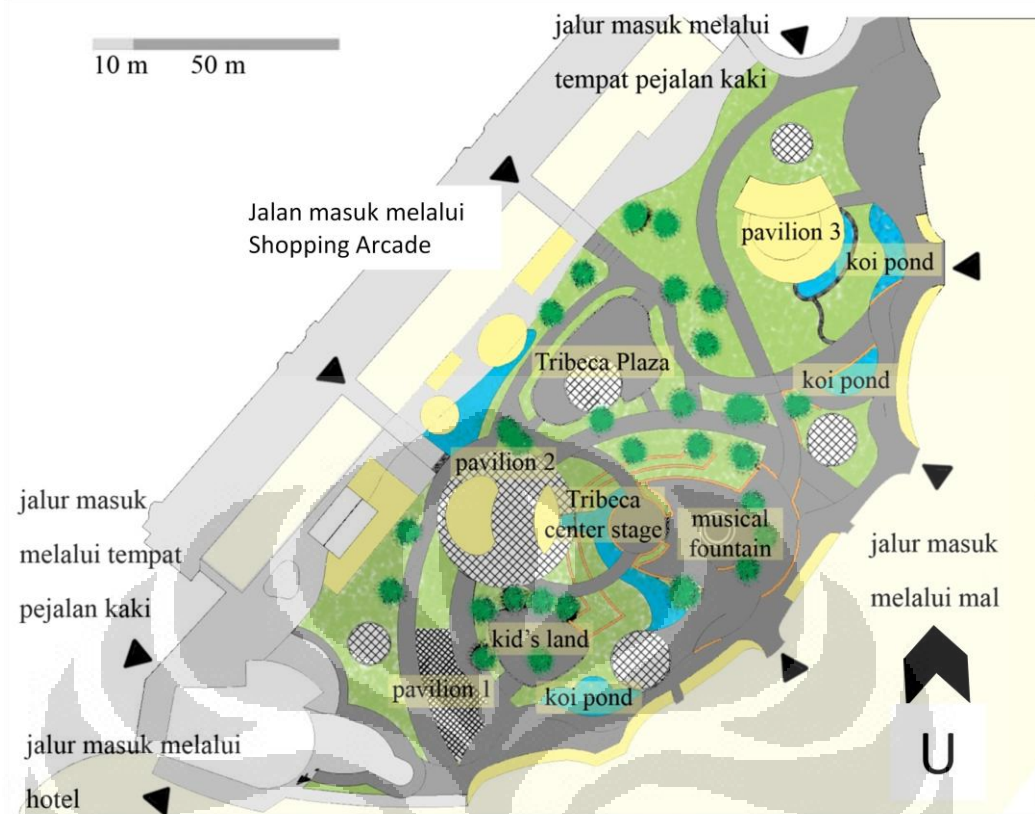 jalur masuk melalui
tempat pejalan kaki
10 m 50 m
Jalan masuk melalui
Shopping Arcade
pavilion 3
koi pond
Tribeca Plaza
koi pond
pavilion 2
Tribeca
center stage
musical
fountain
jalur masuk
melalui tempat
pejalan kaki
jalur masuk
melalui mal
kid's land
pavilion 1
koi pond
jalur masuk melalui
hotel
U